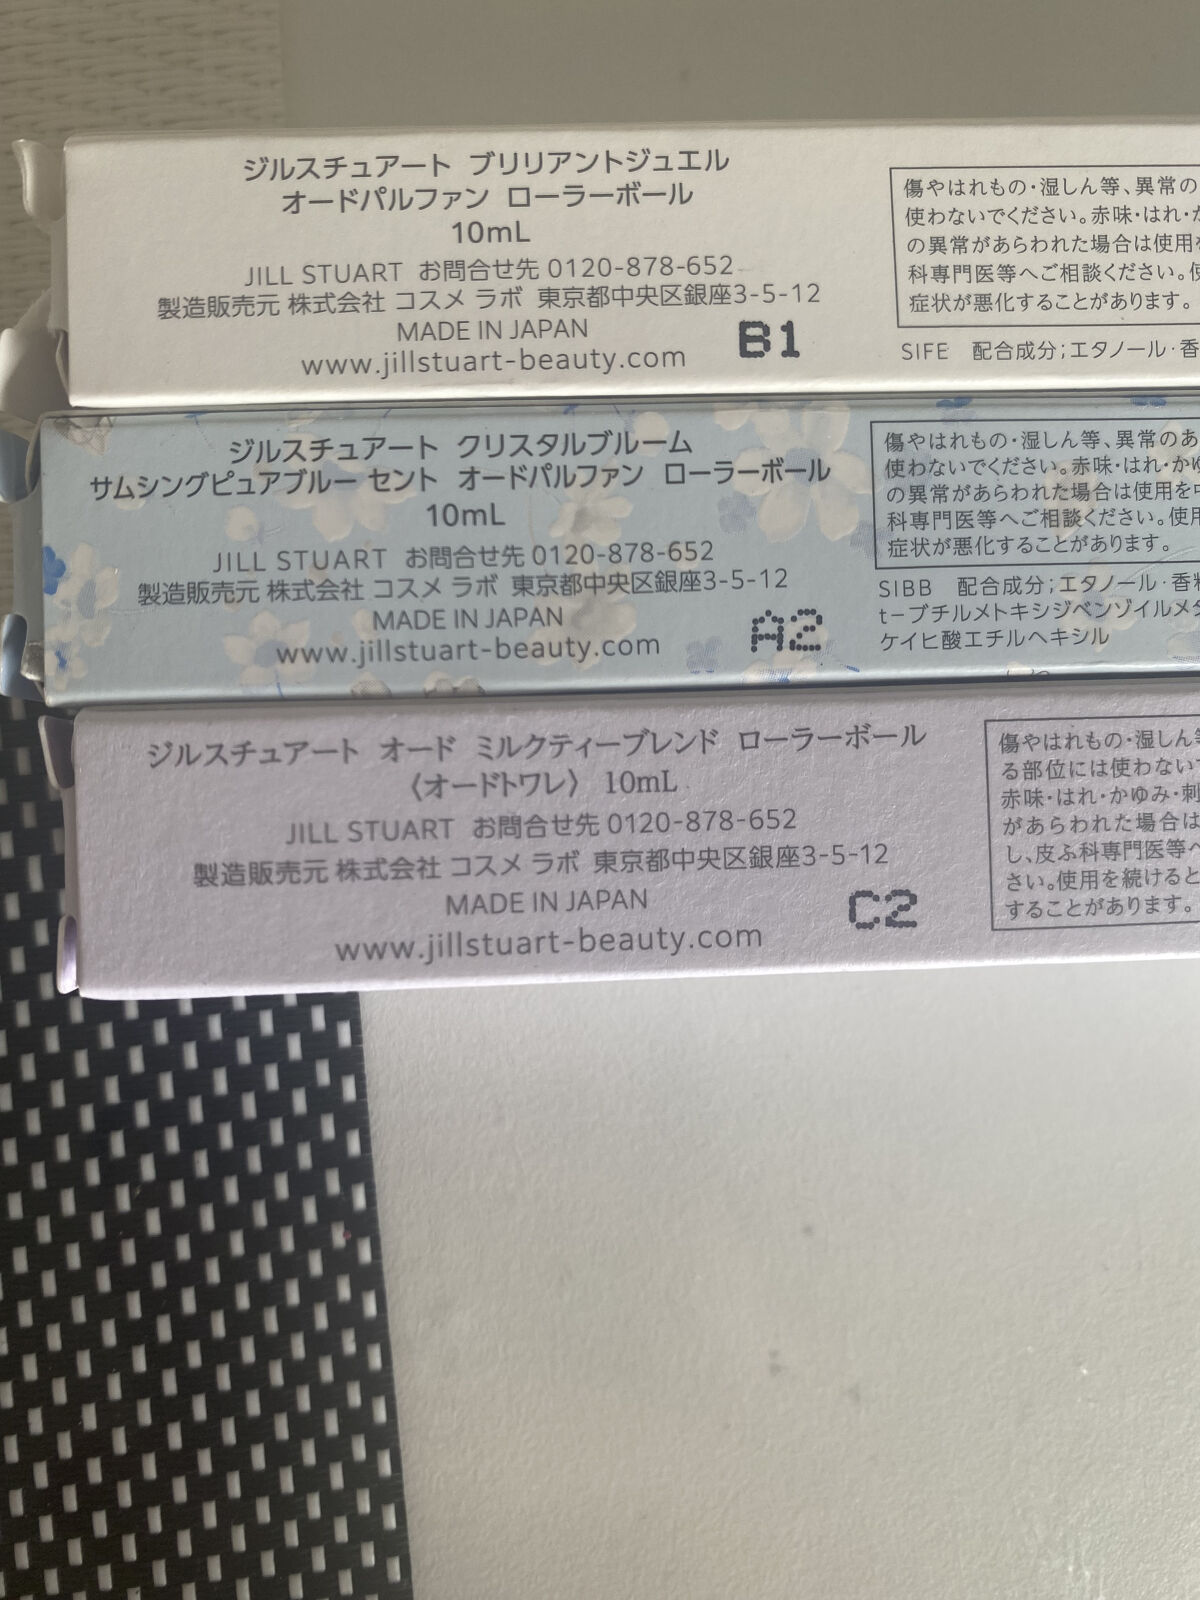 ジルスチュアート ブリリアントジュエル
オードパルファン ローラーボール
10mL
JILL STUART お問合せ先 0120-878-652
製造販売元 株式会社 コスメ ラボ 東京都中央区銀座3-5-12
MADE IN JAPAN
www.jillstuart-beauty.com
B1
傷やはれもの・湿しん等、異常の
使わないでください。赤味・はれ・か
の異常があらわれた場合は使用を
科専門医等へご相談ください。使
症状が悪化することがあります。
SIFE 配合成分;エタノール・香
ジルスチュアート クリスタルブルーム
サムシングピュアブルー セント オードパルファン ローラーボール
10mL
JILL STUART お問合せ先 0120-878-652
製造販売元 株式会社 コスメ ラボ 東京都中央区銀座3-5-12
MADE IN JAPAN
www.jillstuart-beauty.com
A2
傷やはれもの・湿しん等、異常のあ
使わないでください。赤味・はれ・かゆ
の異常があらわれた場合は使用を中
科専門医等へご相談ください。使用
症状が悪化することがあります。
SIBB 配合成分;エタノール・香料
t-ブチルメトキシジベンゾイルメタ
ケイヒ酸エチルヘキシル
ジルスチュアート オード ミルクティーブレンド ローラーボール
〈オードトワレ〉 10mL
JILL STUART お問合せ先 0120-878-652
製造販売元 株式会社 コスメ ラボ 東京都中央区銀座3-5-12
MADE IN JAPAN
www.jillstuart-beauty.com
C2
傷やはれもの・湿しん等
る部位には使わない
赤味・はれ・かゆみ・刺
があらわれた場合は
し、皮ふ科専門医等へ
さい。使用を続けると
することがあります。